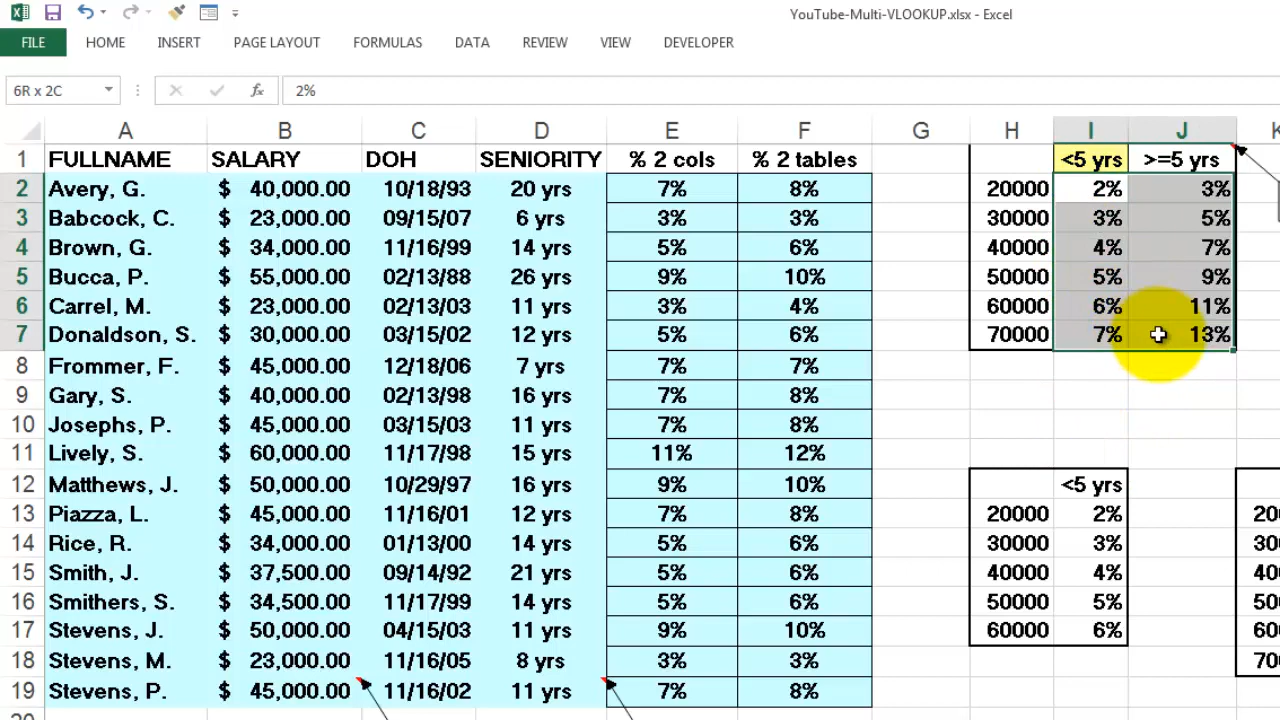 YouTube-Multi-VLOOKUP.xlsx - Excel
FILE HOME INSERT PAGE LAYOUT FORMULAS DATA REVIEW VIEW DEVELOPER
6R x 2C fx 2%
A B C D E F G H I J K
1 FULLNAME SALARY DOH SENIORITY % 2 cols % 2 tables <5 yrs >=5 yrs
2 Avery, G. $ 40,000.00 10/18/93 20 yrs 7% 8% 20000 2% 3%
3 Babcock, C. $ 23,000.00 09/15/07 6 yrs 3% 3% 30000 3% 5%
4 Brown, G. $ 34,000.00 11/16/99 14 yrs 5% 6% 40000 4% 7%
5 Bucca, P. $ 55,000.00 02/13/88 26 yrs 9% 10% 50000 5% 9%
6 Carrel, M. $ 23,000.00 02/13/03 11 yrs 3% 4% 60000 6% 11%
7 Donaldson, S. $ 30,000.00 03/15/02 12 yrs 5% 6% 70000 7% 13%
8 Frommer, F. $ 45,000.00 12/18/06 7 yrs 7% 7%
9 Gary, S. $ 40,000.00 02/13/98 16 yrs 7% 8%
10 Josephs, P. $ 45,000.00 03/15/03 11 yrs 7% 8%
11 Lively, S. $ 60,000.00 11/17/98 15 yrs 11% 12%
12 Matthews, J. $ 50,000.00 10/29/97 16 yrs 9% 10% <5 yrs
13 Piazza, L. $ 45,000.00 11/16/01 12 yrs 7% 8% 20000 2% 200
14 Rice, R. $ 34,000.00 01/13/00 14 yrs 5% 6% 30000 3% 300
15 Smith, J. $ 37,500.00 09/14/92 21 yrs 5% 6% 40000 4% 400
16 Smithers, S. $ 34,500.00 11/17/99 14 yrs 5% 6% 50000 5% 500
17 Stevens, J. $ 50,000.00 04/15/03 11 yrs 9% 10% 60000 6% 600
18 Stevens, M. $ 23,000.00 11/16/05 8 yrs 3% 3% 700
19 Stevens, P. $ 45,000.00 11/16/02 11 yrs 7% 8%